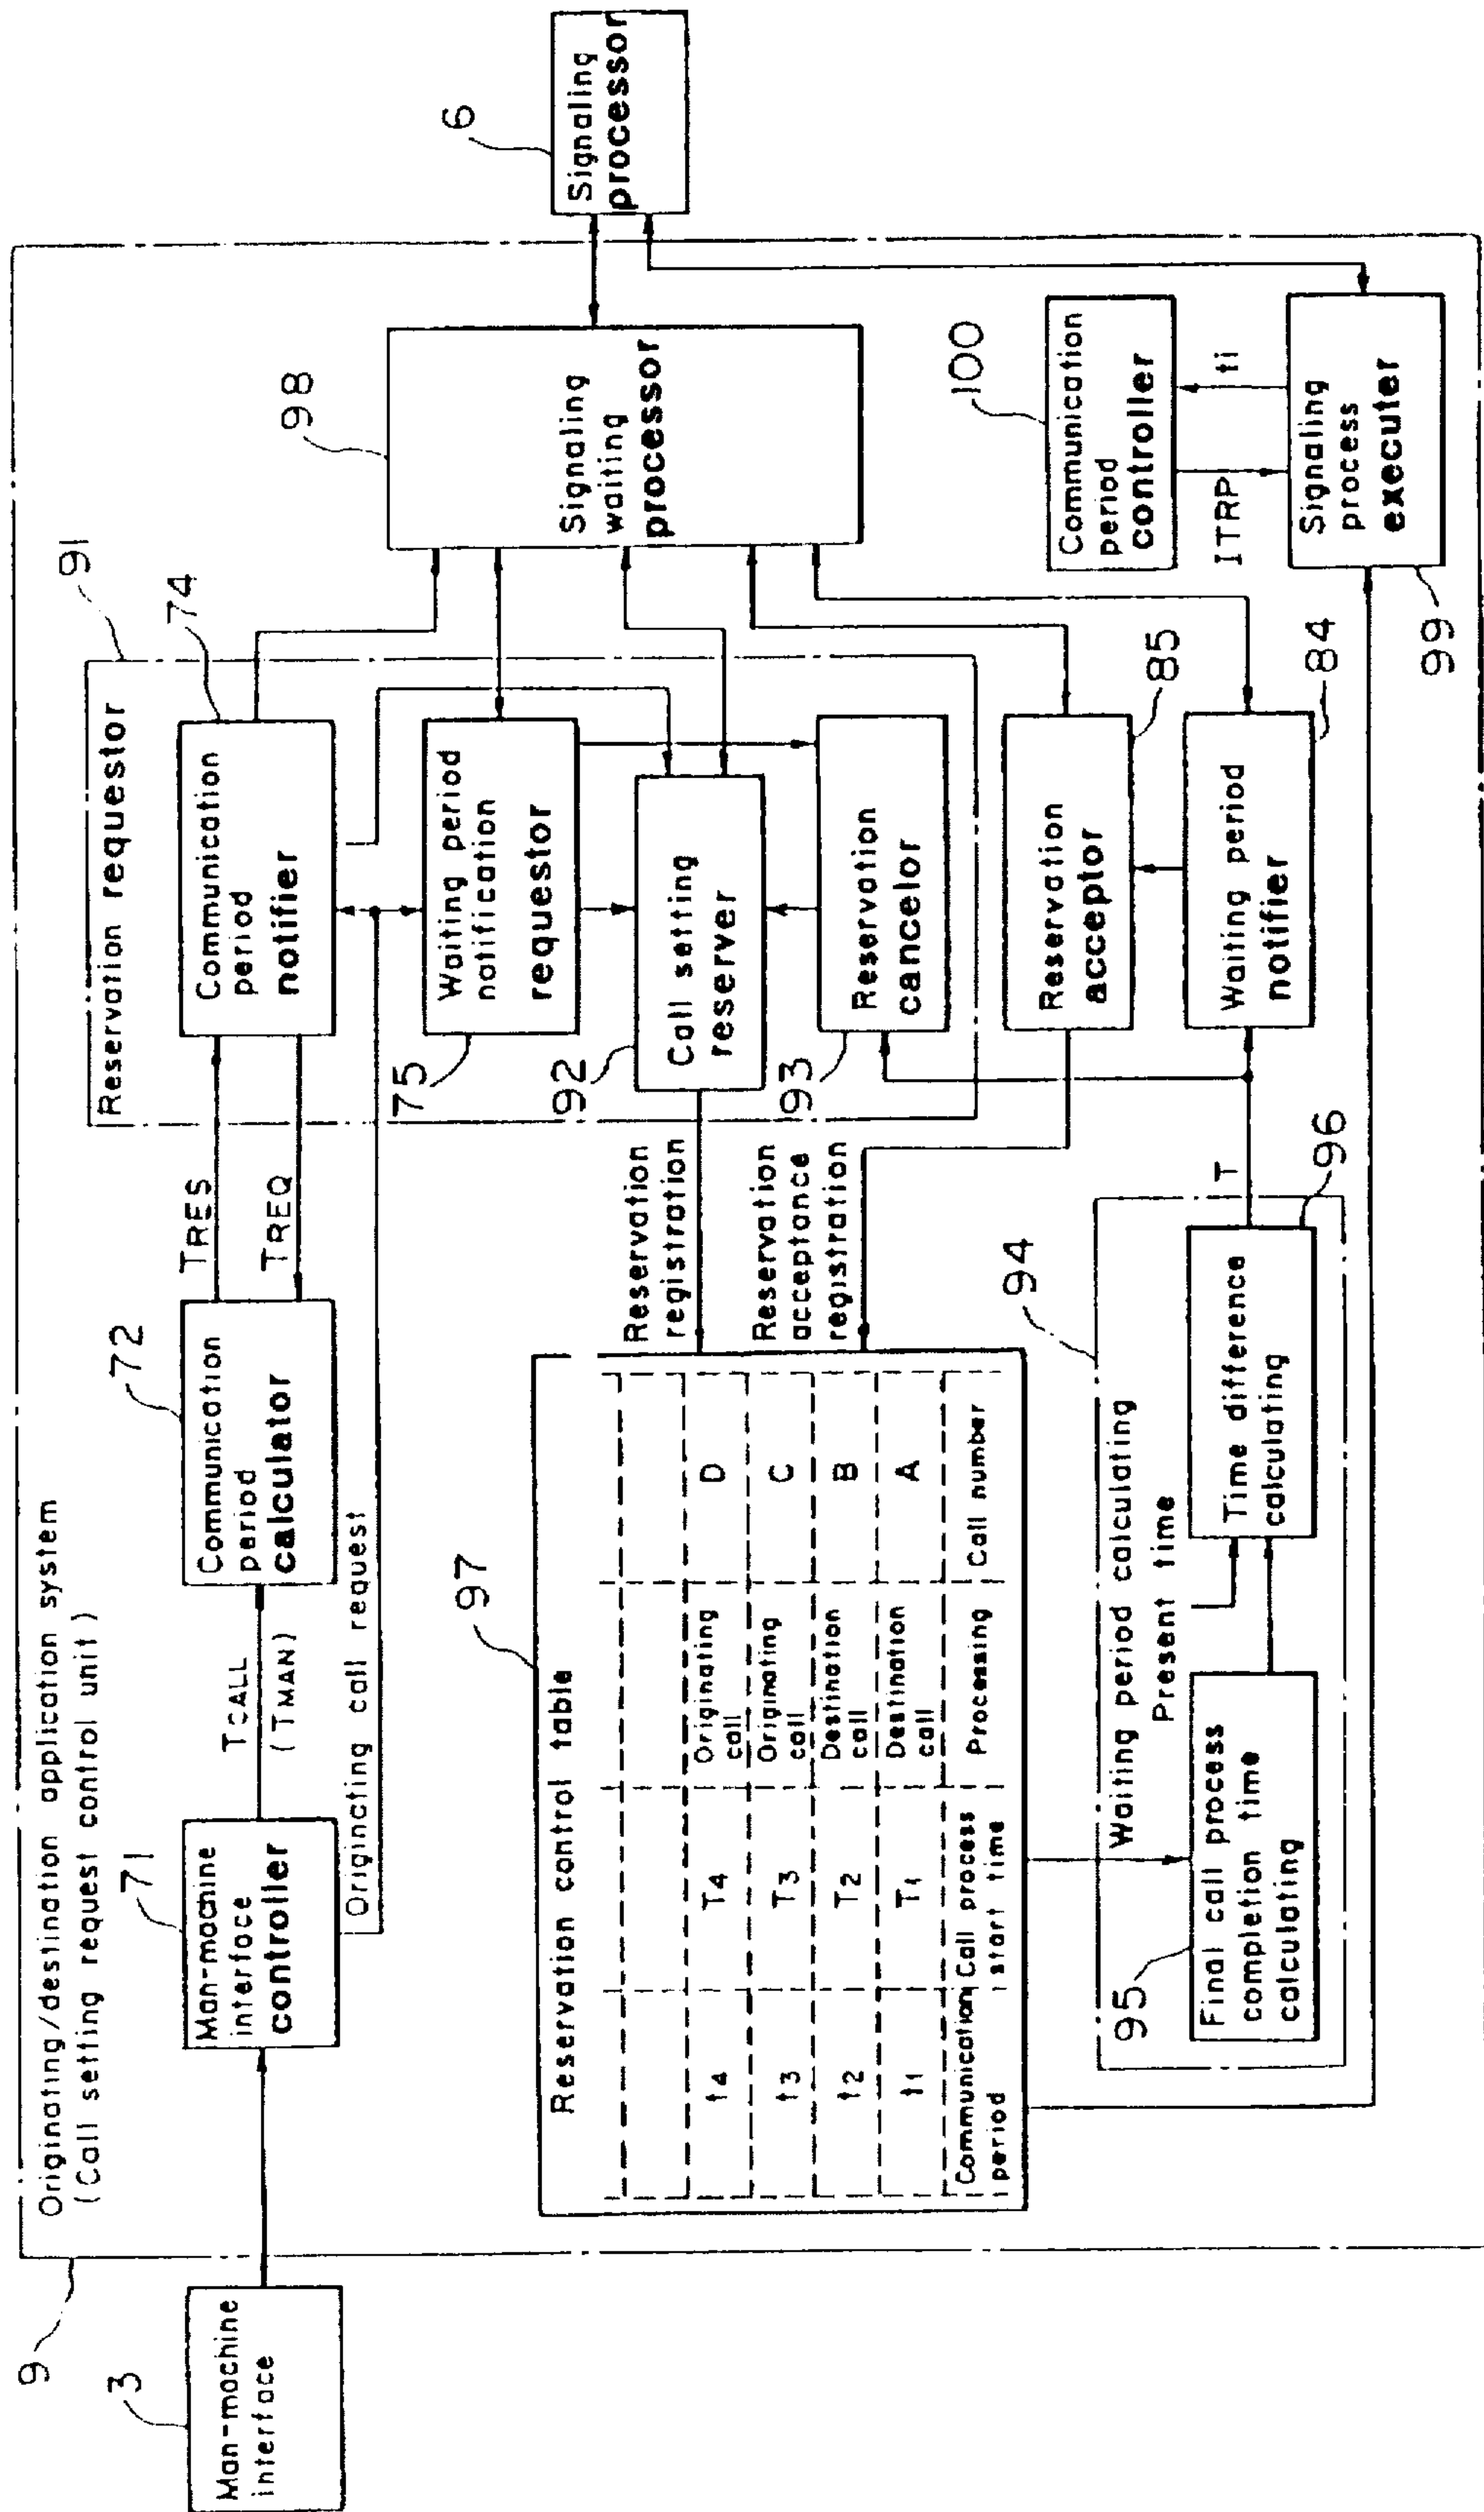 9
Originating/destination application system
(Call setting request control unit)
3
Man-machine
interface
71
Man-machine
interface
controller
TCALL
(TMAN)
Originating call request
72
Communication
period
calculator
TRES
TREQ
91
Reservation requestor
74
Communication
period
notifier
75
Waiting period
notification
requestor
92
Call setting
reserver
93
Reservation
cancelor
Reservation
registration
Reservation
acceptance
registration
85
Reservation
acceptor
84
Waiting period
notifier
98
Signaling
waiting
processor
6
Signaling
processor
100
Communication
period
controller
ITRP
ti
99
Signaling
process
executer
97
Reservation control table
t4 T4 Originating call D
t3 T3 Originating call C
t2 T2 Destination call B
t1 T1 Destination call A
Communication period Call process start time Processing Call number
94
Waiting period calculating
Present time
95
Final call process
completion time
calculating
96
Time difference
calculating
T